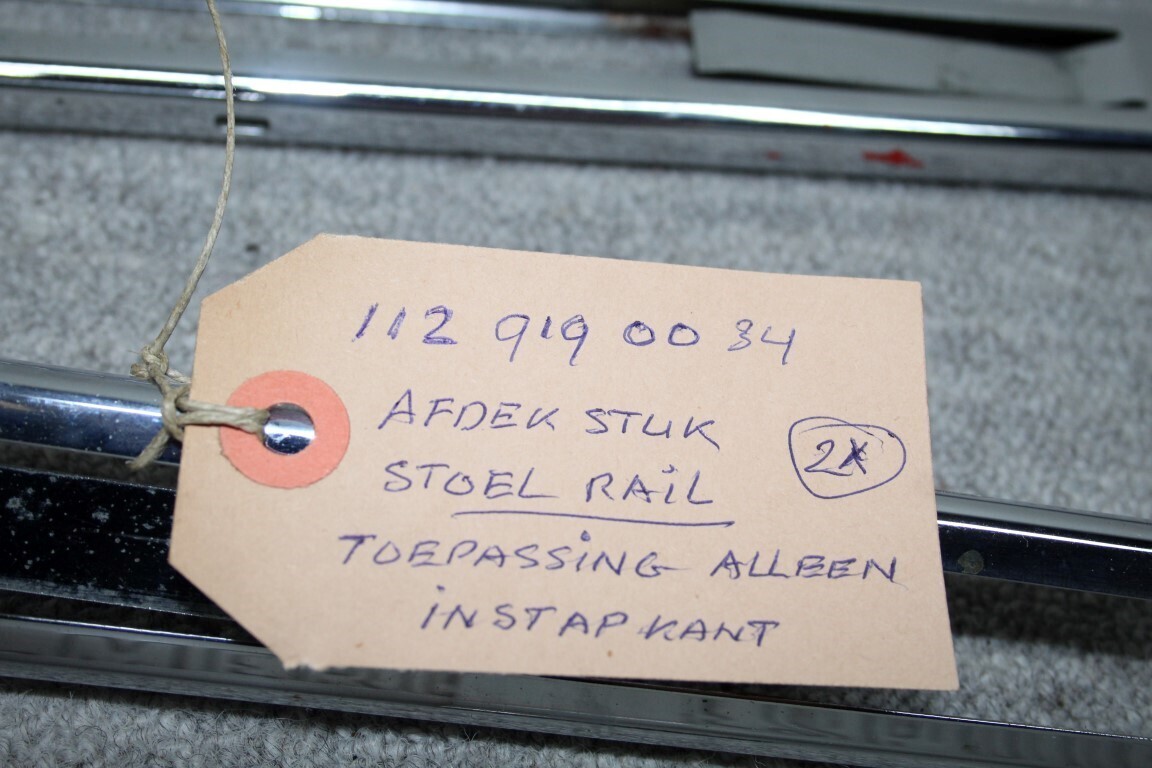 112 919 00 34
AFDEK STUK
STOEL RAIL
2X
TOEPASSING ALLEEN
INSTAP KANT